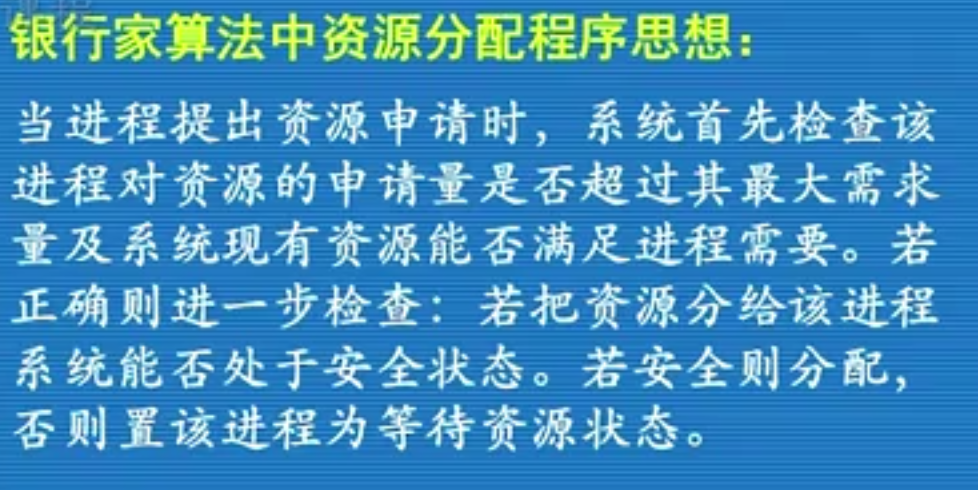 银行家算法中资源分配程序思想：
当进程提出资源申请时，系统首先检查该
进程对资源的申请量是否超过其最大需求
量及系统现有资源能否满足进程需要。若
正确则进一步检查：若把资源分给该进程
系统能否处于安全状态。若安全则分配，
否则置该进程为等待资源状态。